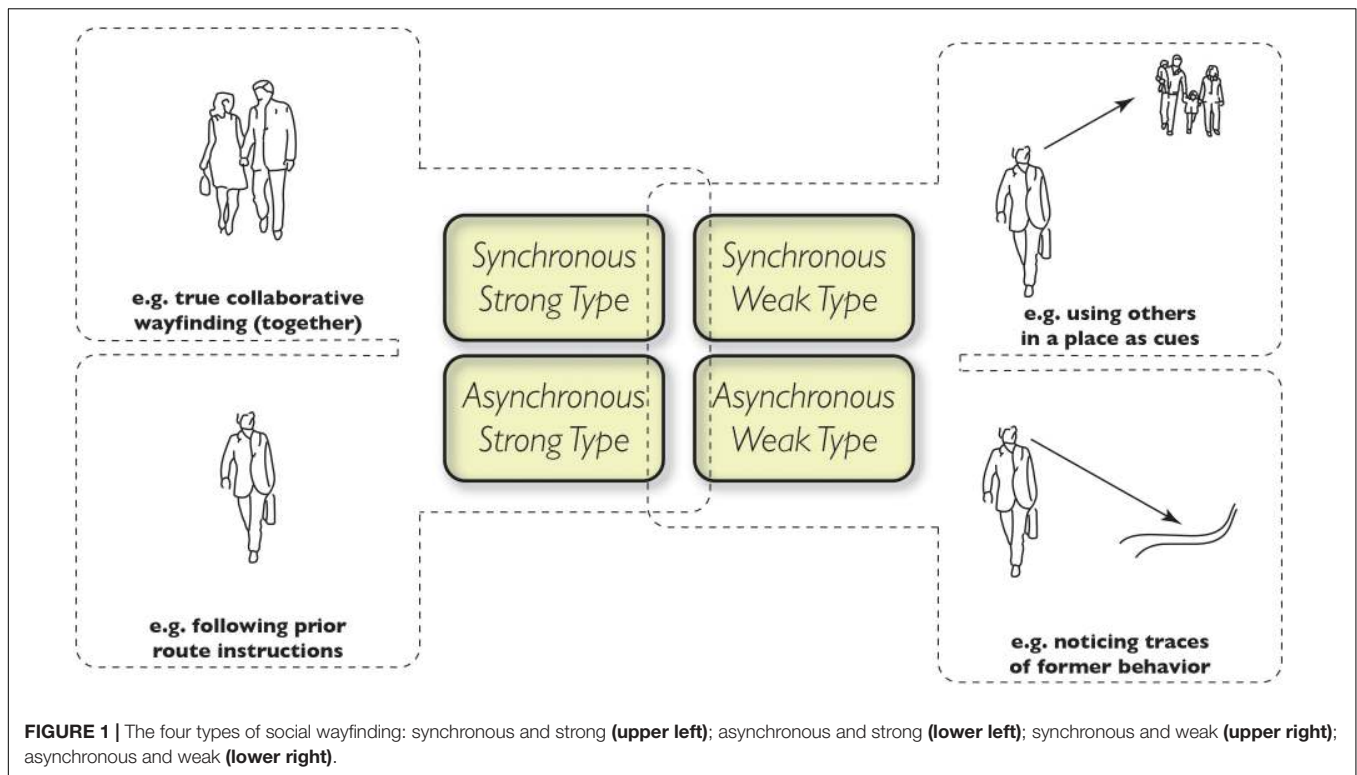 e.g. true collaborative
wayfinding (together)
Synchronous
Strong Type
Synchronous
Weak Type
e.g. using others
in a place as cues
Asynchronous
Strong Type
Asynchronous
Weak Type
e.g. following prior
route instructions
e.g. noticing traces
of former behavior
FIGURE 1 | The four types of social wayfinding: synchronous and strong (upper left); asynchronous and strong (lower left); synchronous and weak (upper right);
asynchronous and weak (lower right).